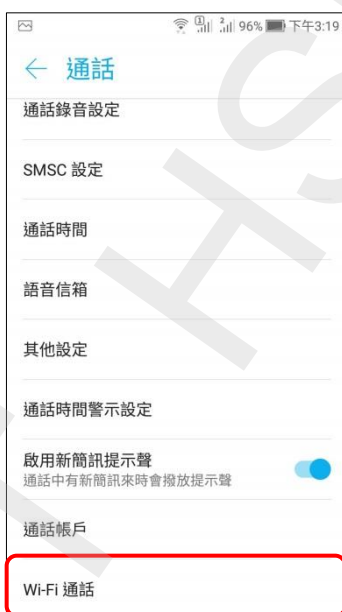 1 2 96% 下午3:19
← 通話
通話錄音設定
SMSC 設定
通話時間
語音信箱
其他設定
通話時間警示設定
啟用新簡訊提示聲
通話中有新簡訊來時會撥放提示聲
通話帳戶
Wi-Fi 通話